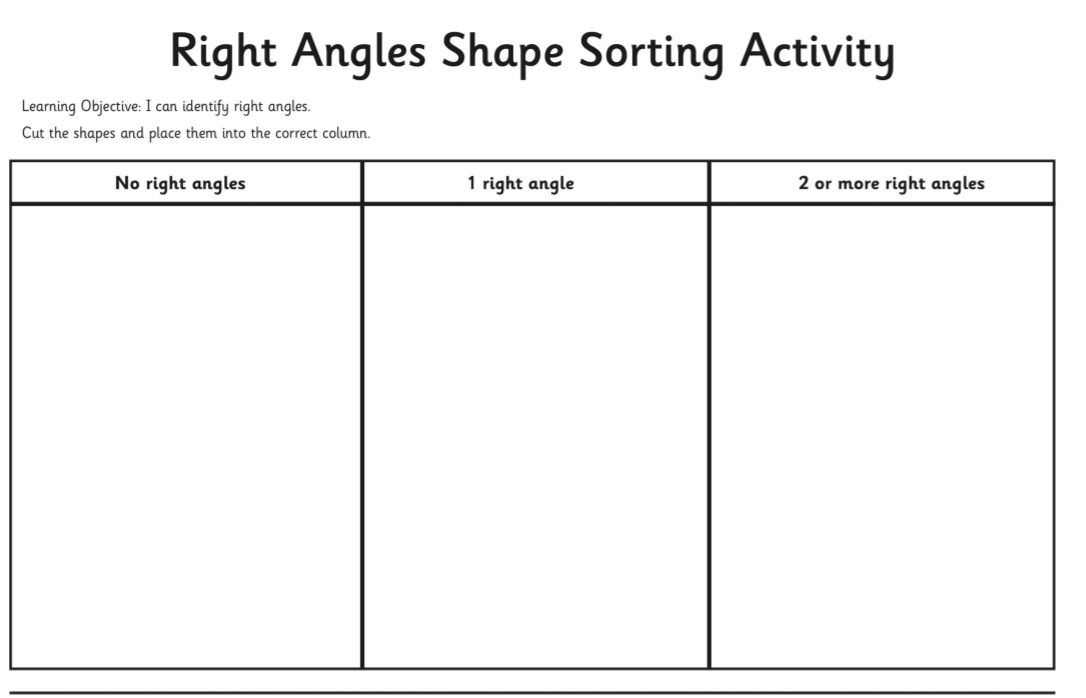 Right Angles Shape Sorting Activity
Learning Objective: I can identify right angles.
Cut the shapes and place them into the correct column.
No right angles
1 right angle
2 or more right angles